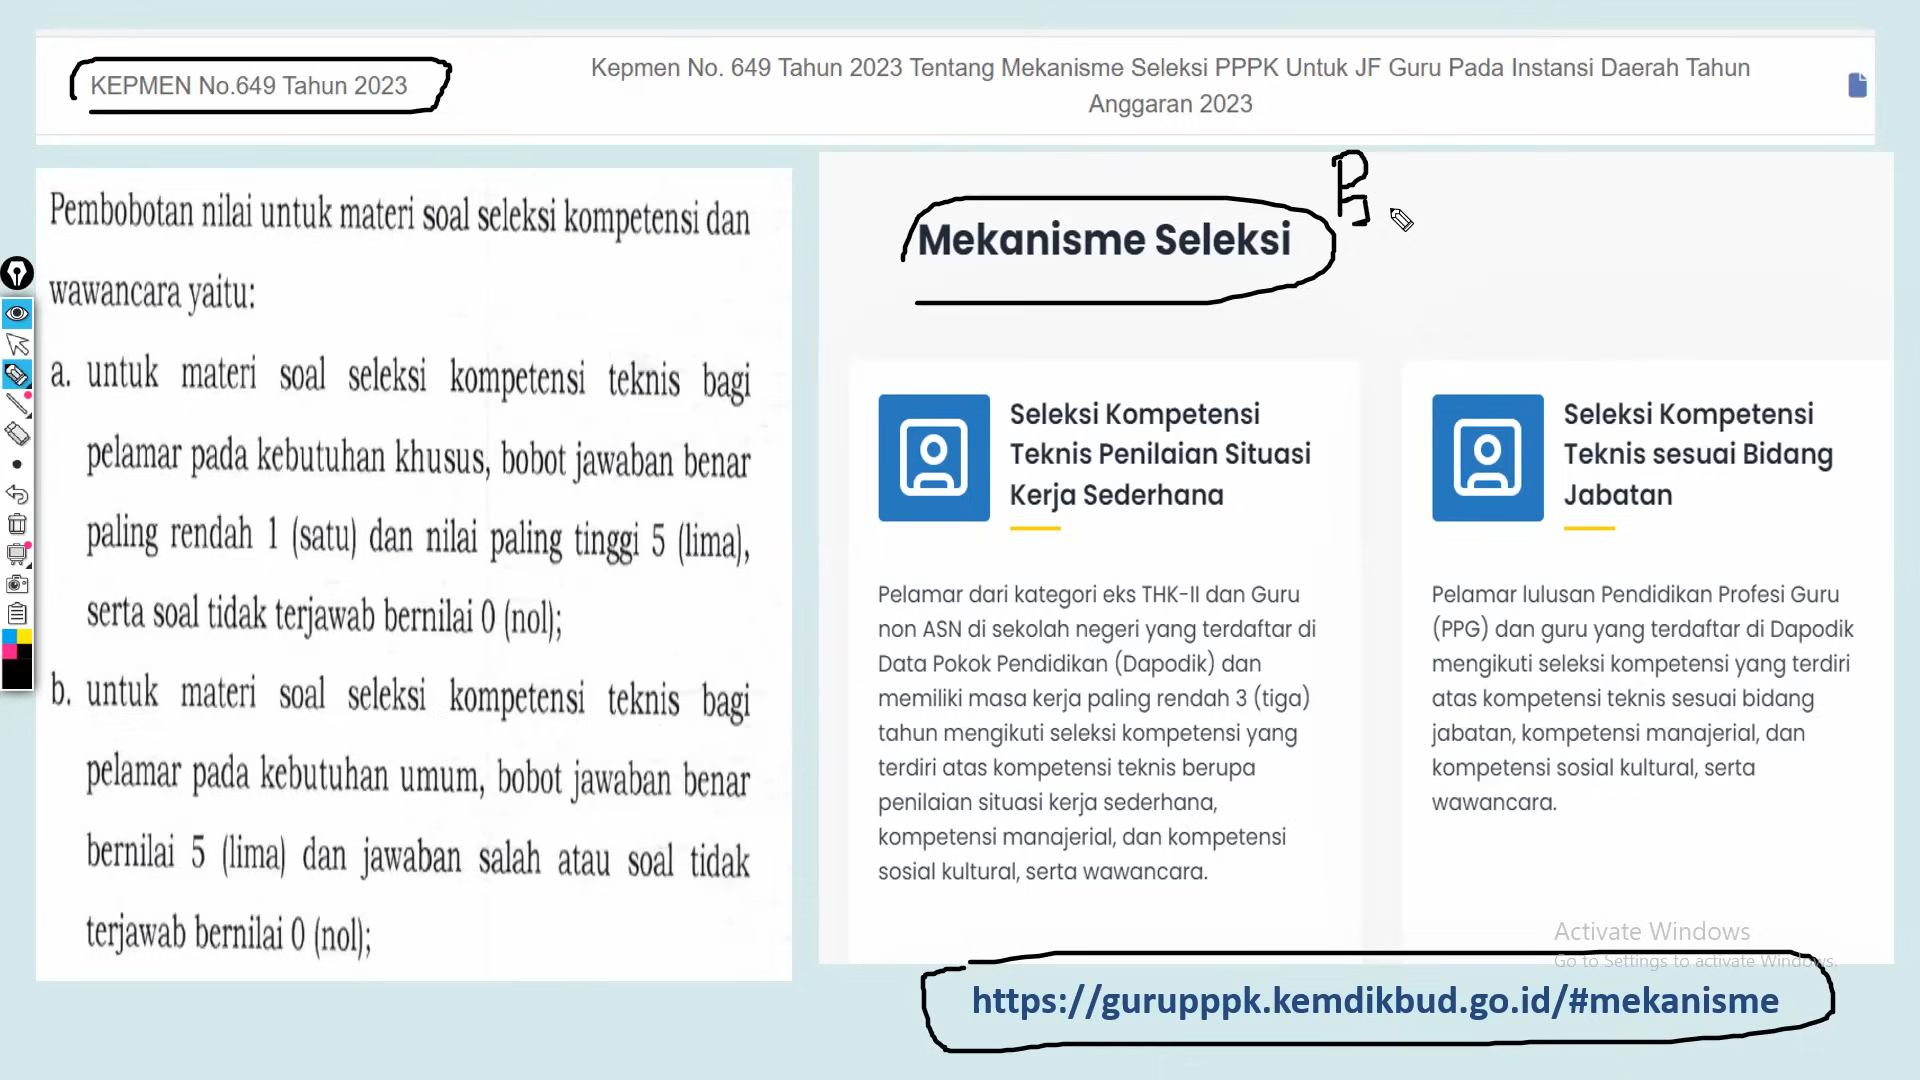 KEPMEN No.649 Tahun 2023
Kepmen No. 649 Tahun 2023 Tentang Mekanisme Seleksi PPPK Untuk JF Guru Pada Instansi Daerah Tahun
Anggaran 2023
Pembobotan nilai untuk materi soal seleksi kompetensi dan
wawancara yaitu:
a. untuk materi soal seleksi kompetensi teknis bagi
pelamar pada kebutuhan khusus, bobot jawaban benar
paling rendah 1 (satu) dan nilai paling tinggi 5 (lima),
serta soal tidak terjawab bernilai 0 (nol);
b. untuk materi soal seleksi kompetensi teknis bagi
pelamar pada kebutuhan umum, bobot jawaban benar
bernilai 5 (lima) dan jawaban salah atau soal tidak
terjawab bernilai 0 (nol);
Mekanisme Seleksi
Seleksi Kompetensi
Teknis Penilaian Situasi
Kerja Sederhana
Pelamar dari kategori eks THK-II dan Guru
non ASN di sekolah negeri yang terdaftar di
Data Pokok Pendidikan (Dapodik) dan
memiliki masa kerja paling rendah 3 (tiga)
tahun mengikuti seleksi kompetensi yang
terdiri atas kompetensi teknis berupa
penilaian situasi kerja sederhana,
kompetensi manajerial, dan kompetensi
sosial kultural, serta wawancara.
Seleksi Kompetensi
Teknis sesuai Bidang
Jabatan
Pelamar lulusan Pendidikan Profesi Guru
(PPG) dan guru yang terdaftar di Dapodik
mengikuti seleksi kompetensi yang terdiri
atas kompetensi teknis sesuai bidang
jabatan, kompetensi manajerial, dan
kompetensi sosial kultural, serta
wawancara.
Activate Windows
Go to Settings to activate Windows.
https://gurupppk.kemdikbud.go.id/#mekanisme